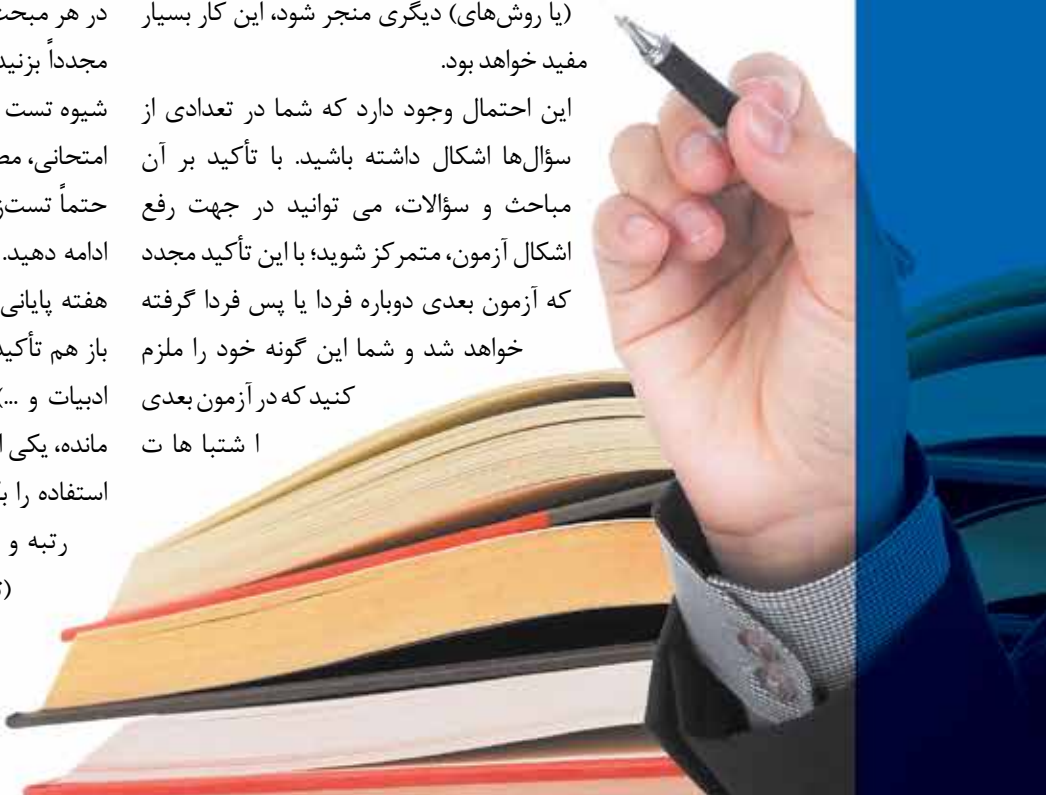 (یا روش‌های) دیگری منجر شود، این کار بسیار
مفید خواهد بود.
این احتمال وجود دارد که شما در تعدادی از
سؤال‌ها اشکال داشته باشید. با تأکید بر آن
مباحث و سؤالات، می توانید در جهت رفع
اشکال آزمون، متمرکز شوید؛ با این تأکید مجدد
که آزمون بعدی دوباره فردا یا پس فردا گرفته
خواهد شد و شما این گونه خود را ملزم
کنید که در آزمون بعدی
ا شتبا ها ت
در هر مبحث
مجدداً بزنید
شیوه تست
امتحانی،
حتماً
ادامه دهید.
هفته پایانی
باز هم تأکید
ادبیات و ...)
مانده، یکی
استفاده را
رتبه و